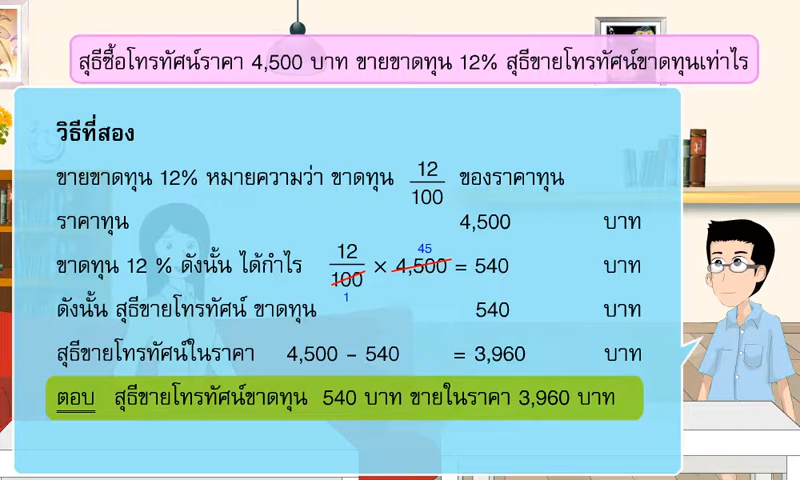 สุธีซื้อโทรทัศน์ราคา 4,500 บาท ขายขาดทุน 12% สุธีขายโทรทัศน์ขาดทุนเท่าไร
วิธีที่สอง
ขายขาดทุน 12% หมายความว่า ขาดทุน 12/100 ของราคาทุน
ราคาทุน 4,500 บาท
ขาดทุน 12 % ดังนั้น ได้กำไร 12/100 1 × 4,500 45 = 540 บาท
ดังนั้น สุธีขายโทรทัศน์ ขาดทุน 540 บาท
สุธีขายโทรทัศน์ในราคา 4,500 – 540 = 3,960 บาท
ตอบ สุธีขายโทรทัศน์ขาดทุน 540 บาท ขายในราคา 3,960 บาท